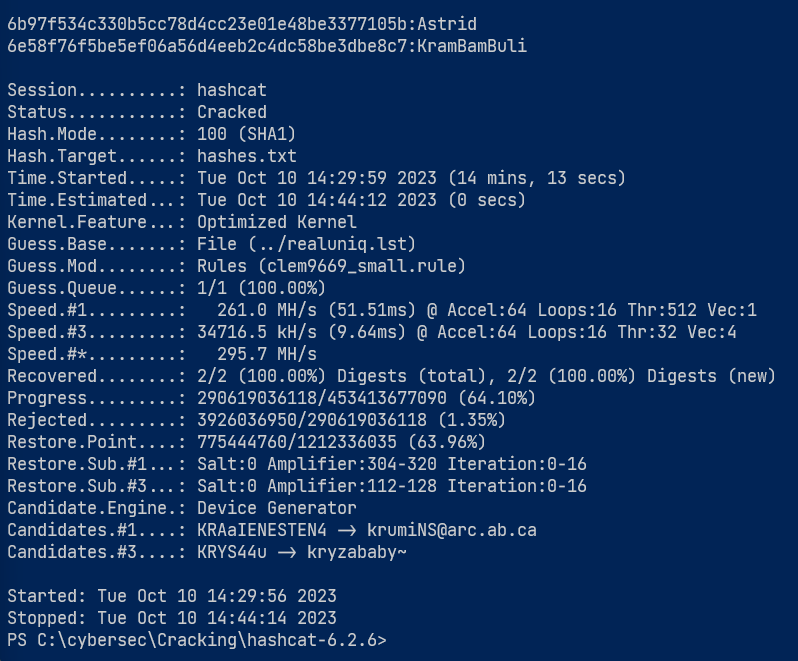 6b97f534c330b5cc78d4cc23e01e48be3377105b:Astrid
6e58f76f5be5ef06a56d4eeb2c4dc58be3dbe8c7:KramBamBuli

Session..........: hashcat
Status...........: Cracked
Hash.Mode........: 100 (SHA1)
Hash.Target......: hashes.txt
Time.Started.....: Tue Oct 10 14:29:59 2023 (14 mins, 13 secs)
Time.Estimated...: Tue Oct 10 14:44:12 2023 (0 secs)
Kernel.Feature...: Optimized Kernel
Guess.Base.......: File (../realuniq.lst)
Guess.Mod........: Rules (clem9669_small.rule)
Guess.Queue......: 1/1 (100.00%)
Speed.#1.........:   261.0 MH/s (51.51ms) @ Accel:64 Loops:16 Thr:512 Vec:1
Speed.#3.........: 34716.5 kH/s (9.64ms) @ Accel:64 Loops:16 Thr:32 Vec:4
Speed.#*.........:   295.7 MH/s
Recovered........: 2/2 (100.00%) Digests (total), 2/2 (100.00%) Digests (new)
Progress.........: 290619036118/453413677090 (64.10%)
Rejected.........: 3926036950/290619036118 (1.35%)
Restore.Point....: 775444760/1212336035 (63.96%)
Restore.Sub.#1...: Salt:0 Amplifier:304-320 Iteration:0-16
Restore.Sub.#3...: Salt:0 Amplifier:112-128 Iteration:0-16
Candidate.Engine.: Device Generator
Candidates.#1....: KRAaIENESTEN4 -> krumiNS@arc.ab.ca
Candidates.#3....: KRYS44u -> kryzababy~

Started: Tue Oct 10 14:29:56 2023
Stopped: Tue Oct 10 14:44:14 2023
PS C:\cybersec\Cracking\hashcat-6.2.6>